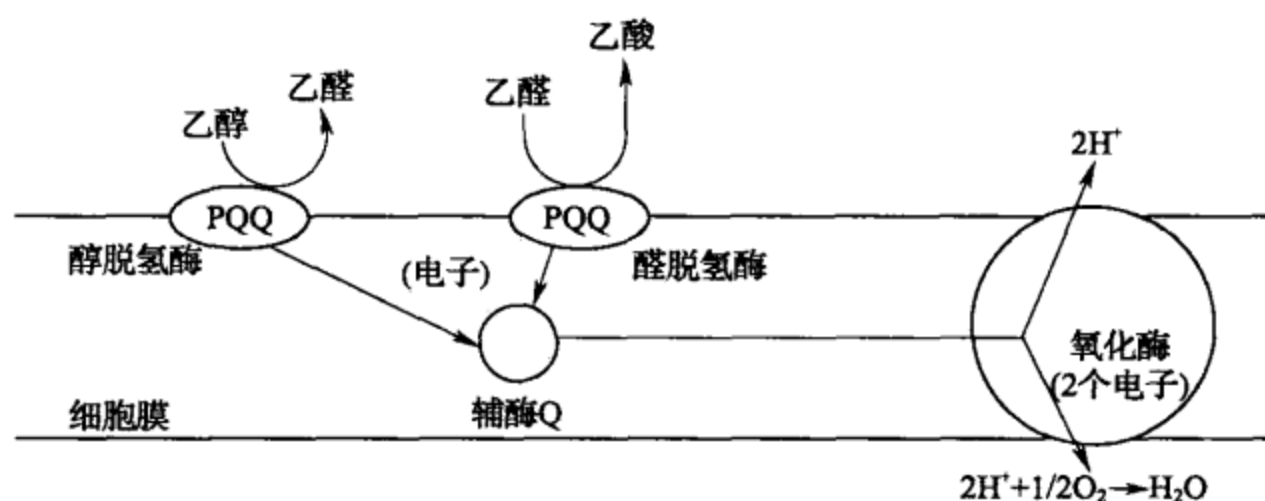 乙酸
乙醛
乙醛
乙醇
2H⁺
PQQ
PQQ
醇脱氢酶
(电子)
醛脱氢酶
氧化酶
(2个电子)
细胞膜
辅酶Q
2H⁺+1/2O₂→H₂O